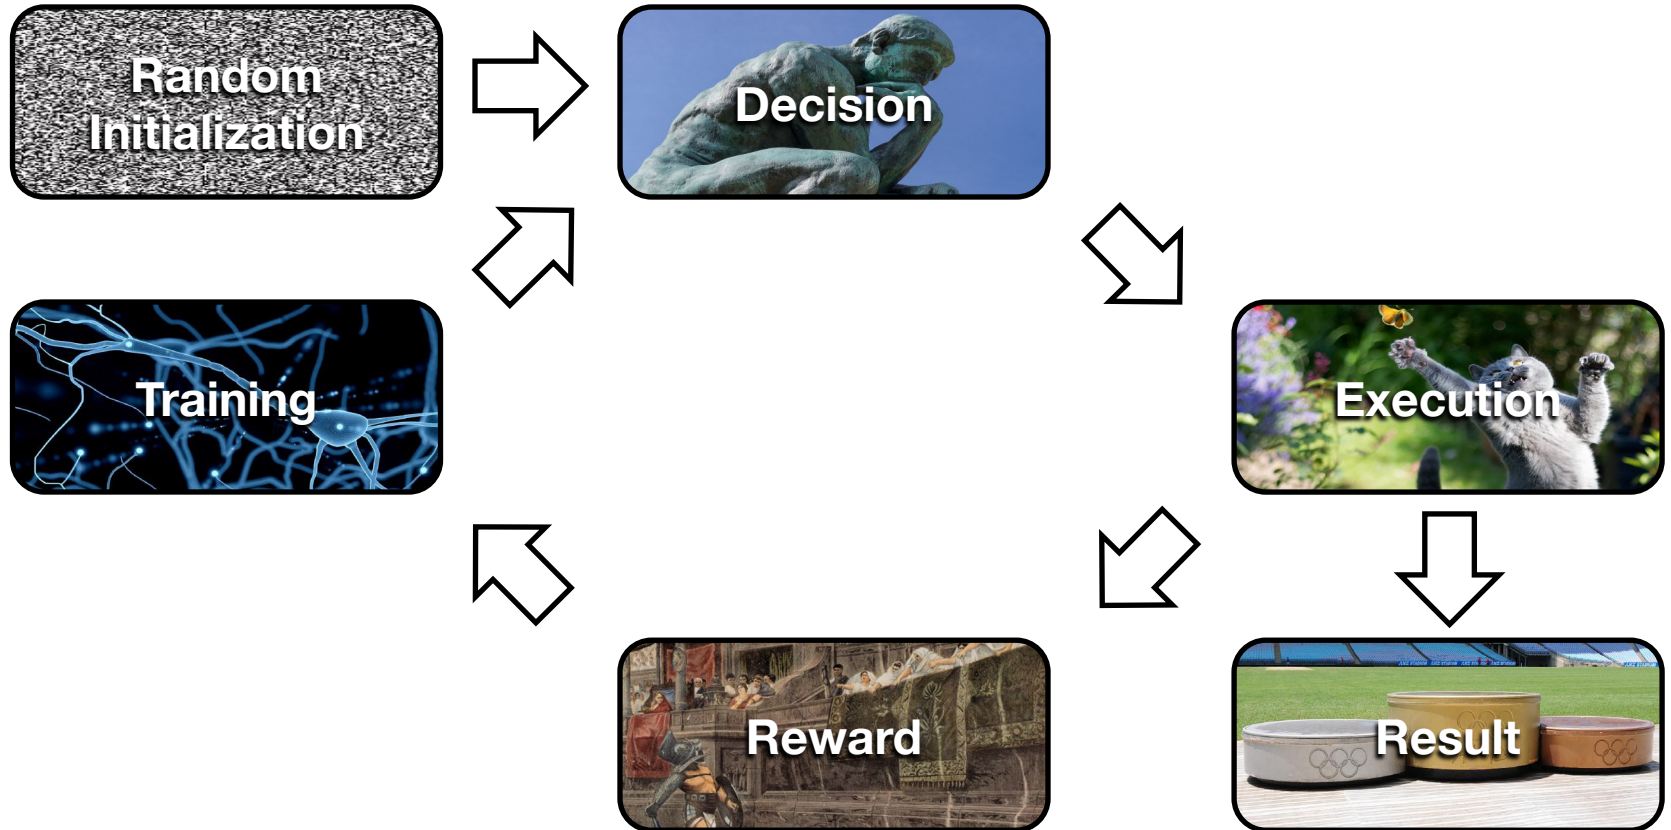 Random
Initialization
Decision
Training
Execution
Reward
Result